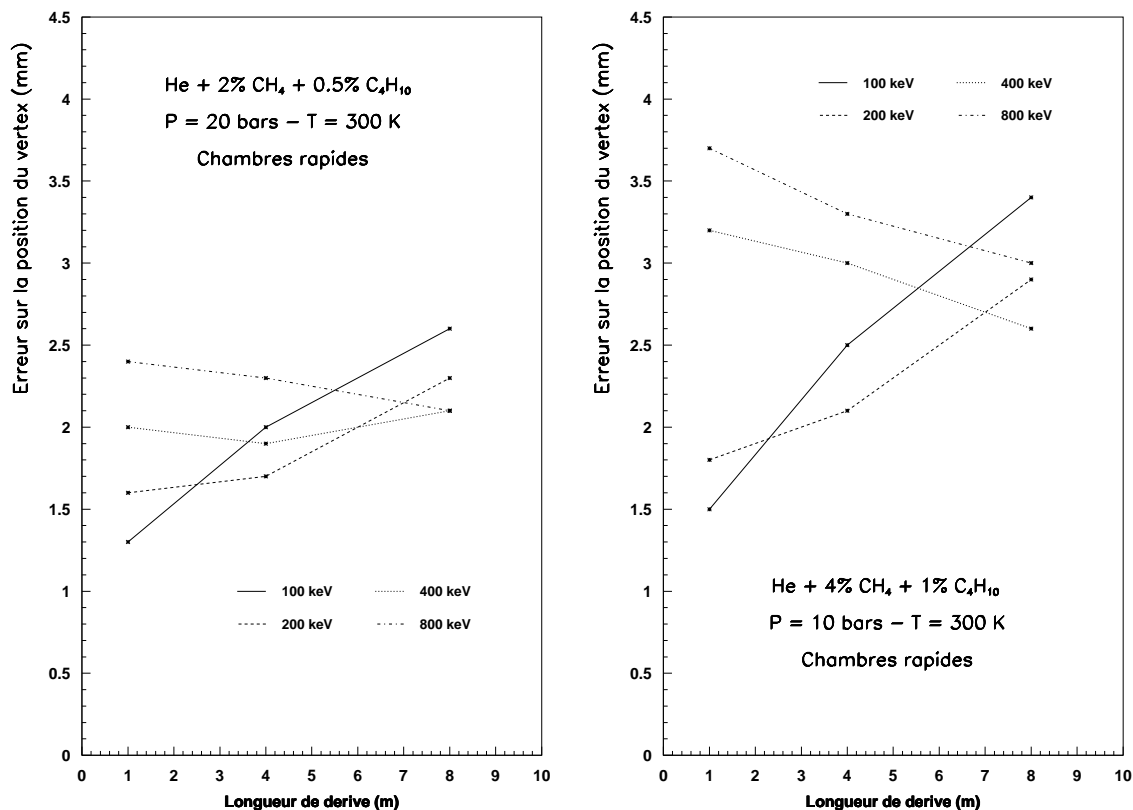 Erreur sur la position du vertex (mm)
4.5
4
3.5
3
2.5
2
1.5
1
0.5
0
He + 2% CH₄ + 0.5% C₄H₁₀
P = 20 bars – T = 300 K
Chambres rapides
100 keV 400 keV
200 keV 800 keV
0 1 2 3 4 5 6 7 8 9 10
Longueur de derive (m)
Erreur sur la position du vertex (mm)
4.5
4
3.5
3
2.5
2
1.5
1
0.5
0
100 keV 400 keV
200 keV 800 keV
He + 4% CH₄ + 1% C₄H₁₀
P = 10 bars – T = 300 K
Chambres rapides
0 1 2 3 4 5 6 7 8 9 10
Longueur de derive (m)